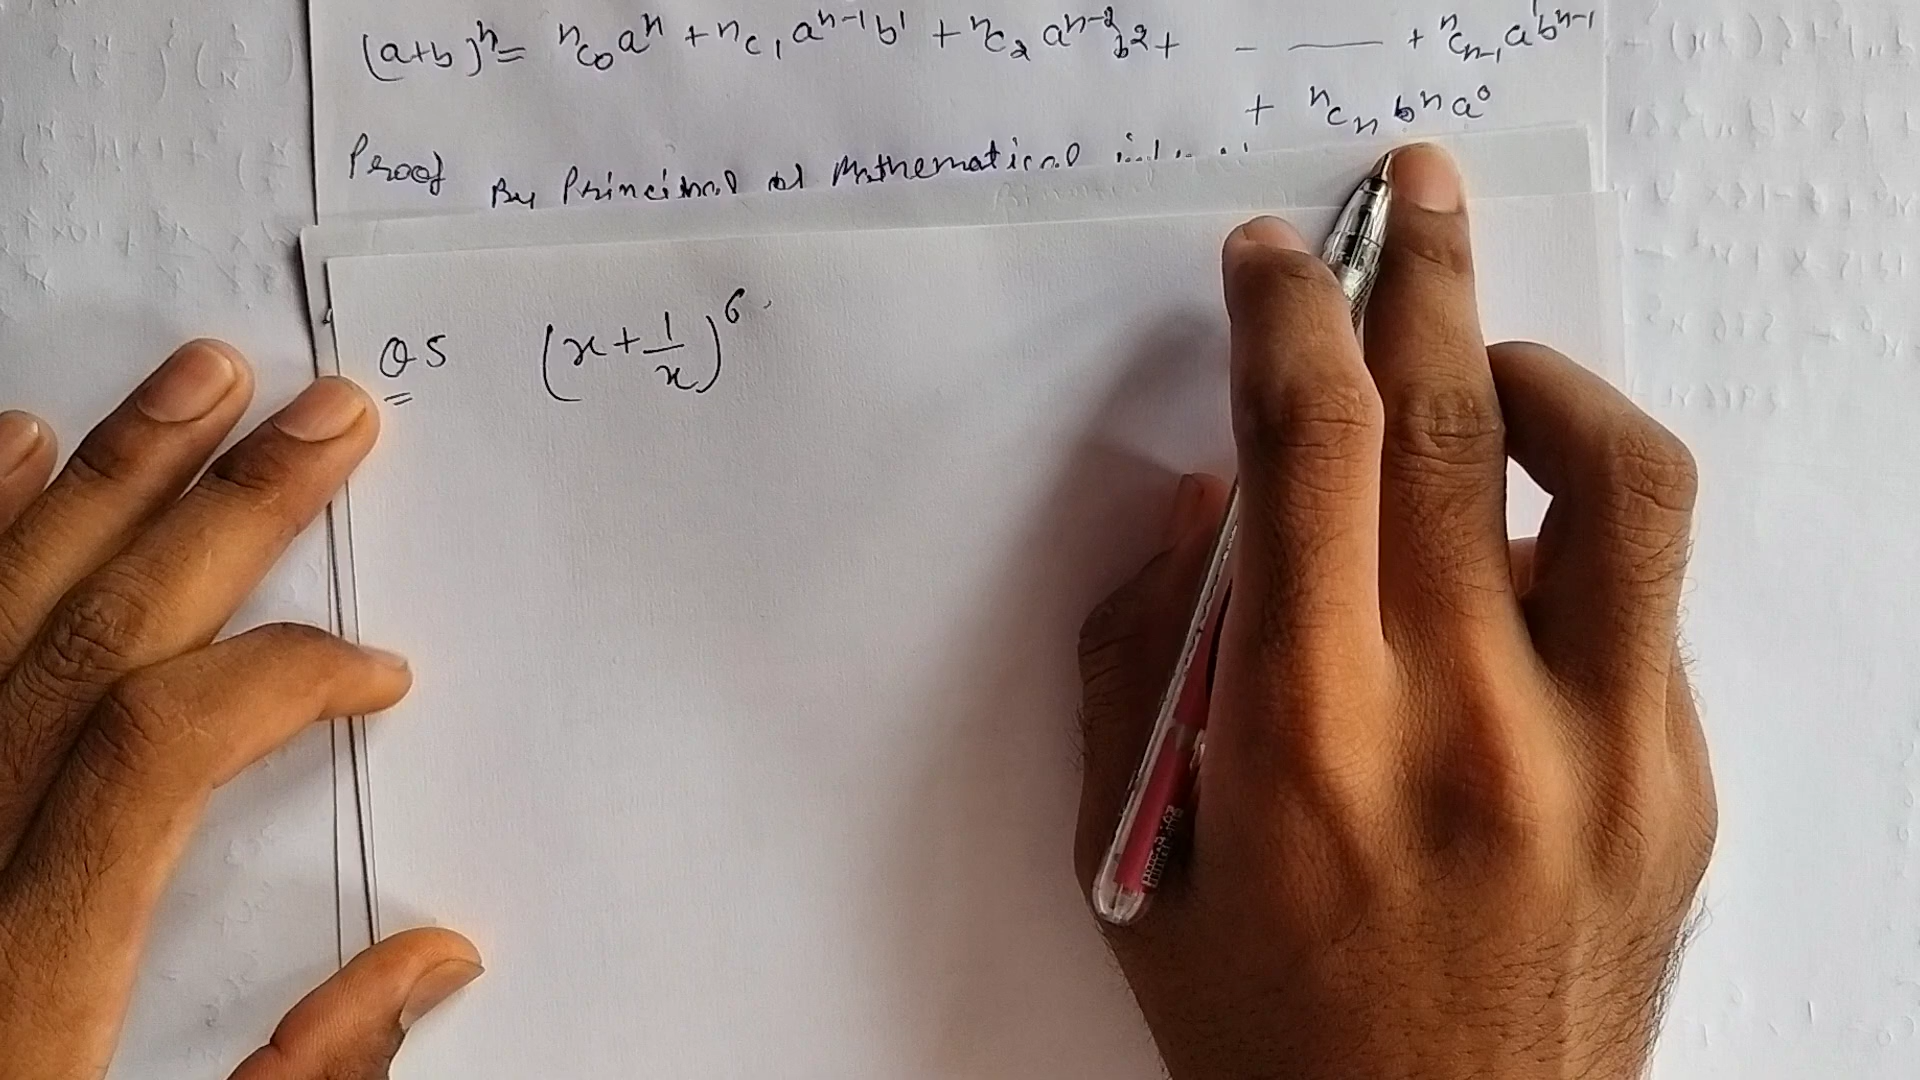 (a+b)ⁿ = ⁿc₀aⁿ + ⁿc₁aⁿ⁻¹b¹ + ⁿc₂aⁿ⁻²b² + - — + ⁿcₙ₋₁a¹bⁿ⁻¹
+ ⁿcₙbⁿa⁰
Proof By Principal of Mathematical
Q5 (x + 1/x)⁶